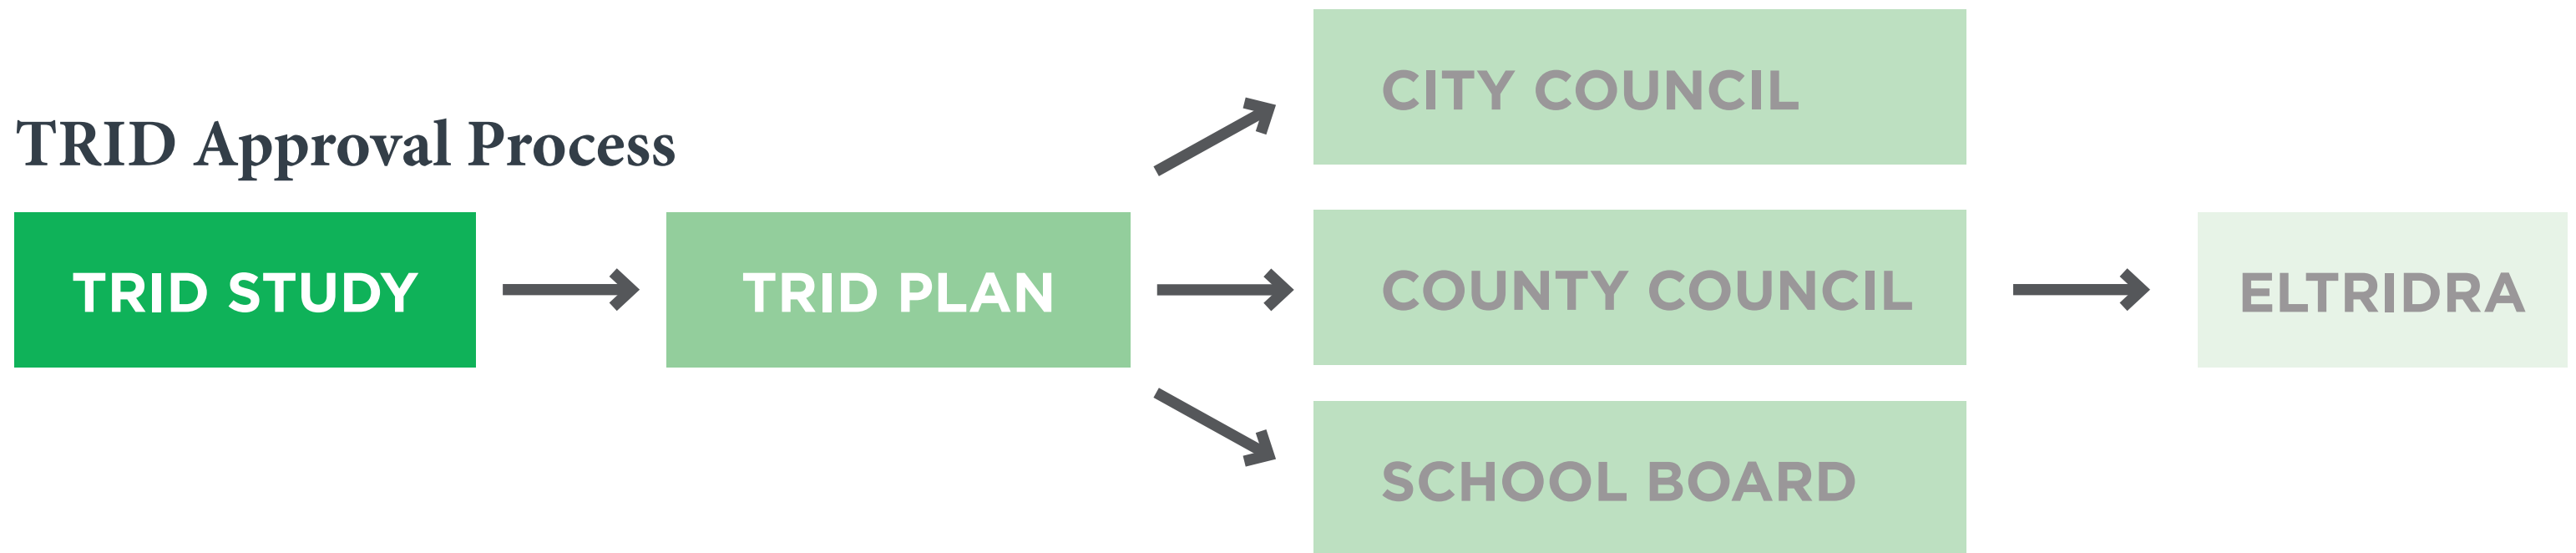 TRID Approval Process
TRID STUDY
TRID PLAN
CITY COUNCIL
COUNTY COUNCIL
SCHOOL BOARD
ELTRIDRA